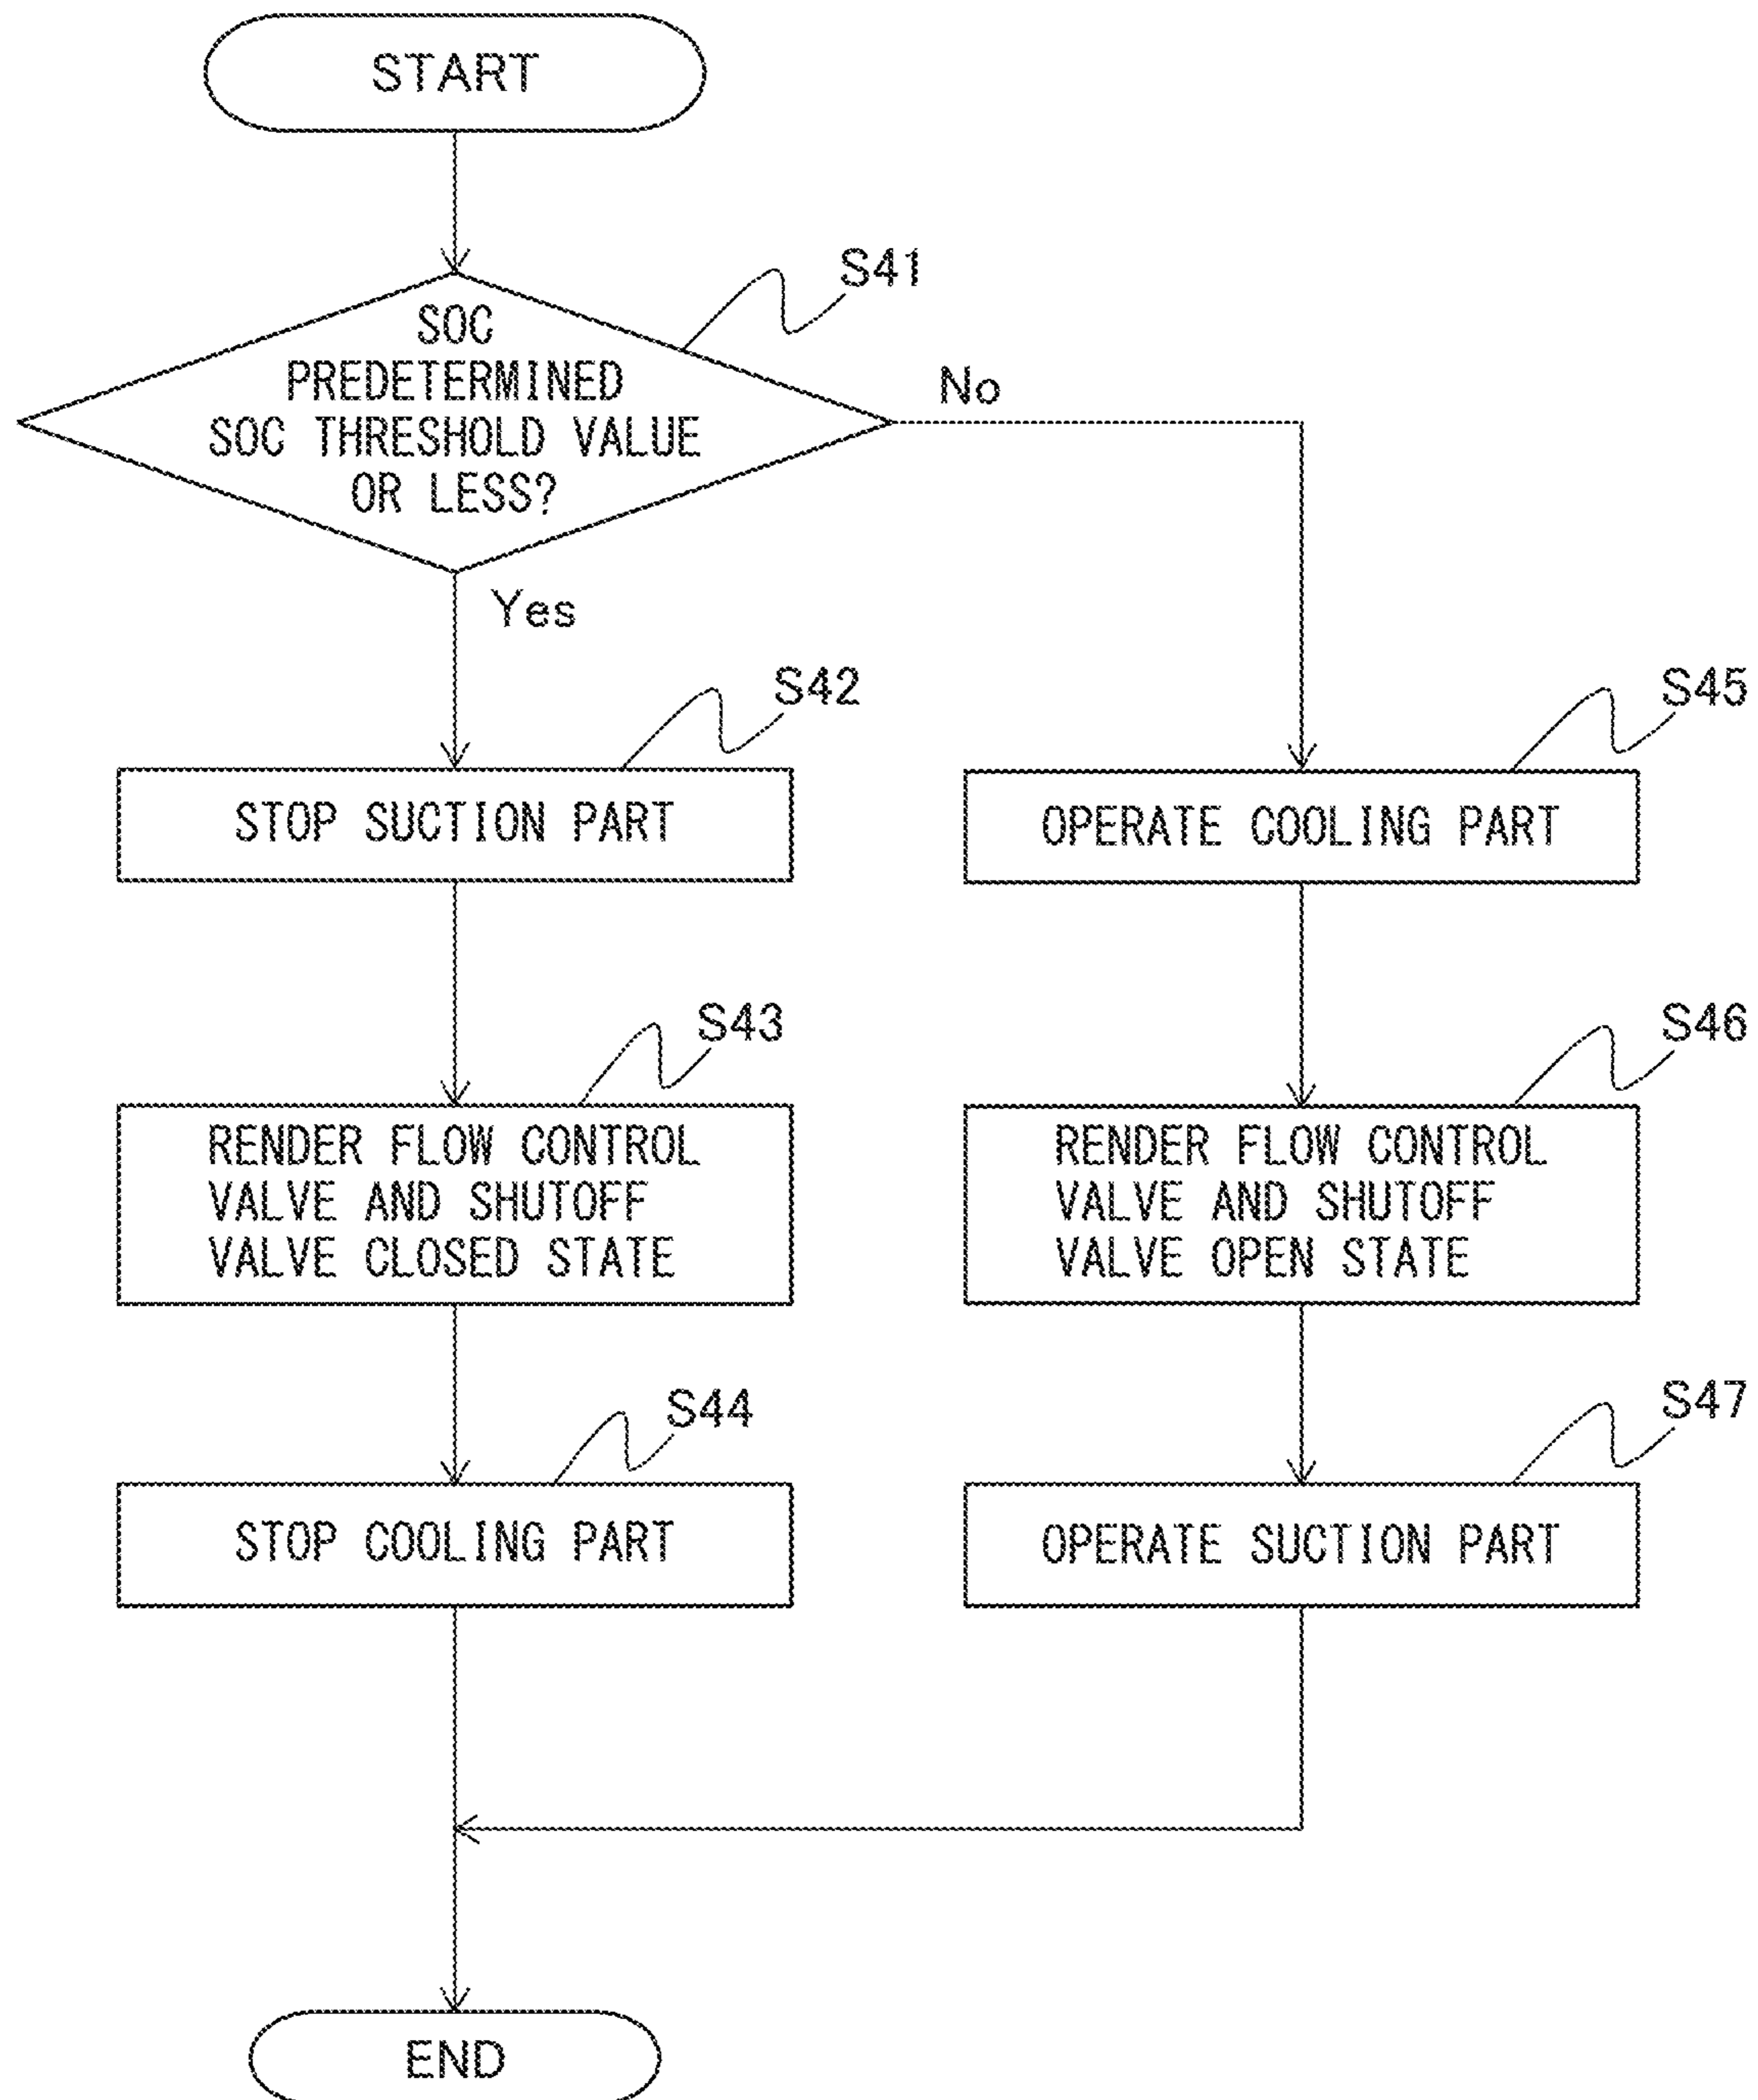 START
S41
SOC
PREDETERMINED
SOC THRESHOLD VALUE
OR LESS?
No
Yes
S42
STOP SUCTION PART
S43
RENDER FLOW CONTROL
VALVE AND SHUTOFF
VALVE CLOSED STATE
S44
STOP COOLING PART
S45
OPERATE COOLING PART
S46
RENDER FLOW CONTROL
VALVE AND SHUTOFF
VALVE OPEN STATE
S47
OPERATE SUCTION PART
END